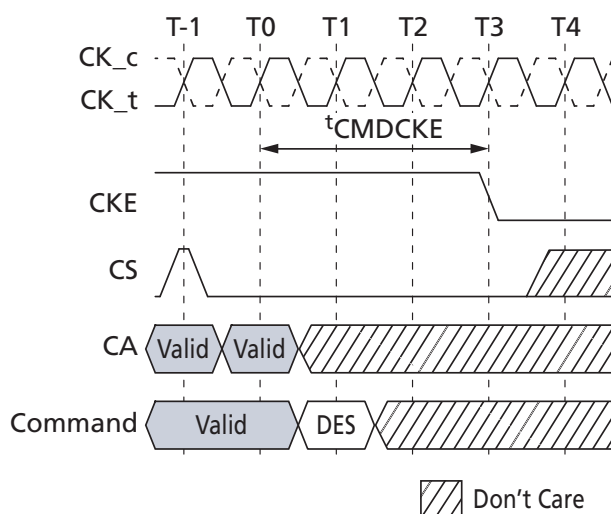 T-1 T0 T1 T2 T3 T4
CK_c
CK_t
tCMDCKE
CKE
CS
CA Valid Valid
Command Valid DES
Don't Care